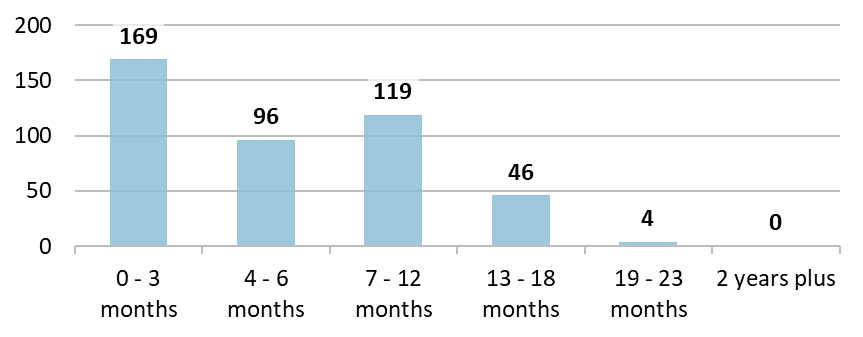 200
169
150
119
96
100
46
50
4
0
0
0 - 3 months
4 - 6 months
7 - 12 months
13 - 18 months
19 - 23 months
2 years plus